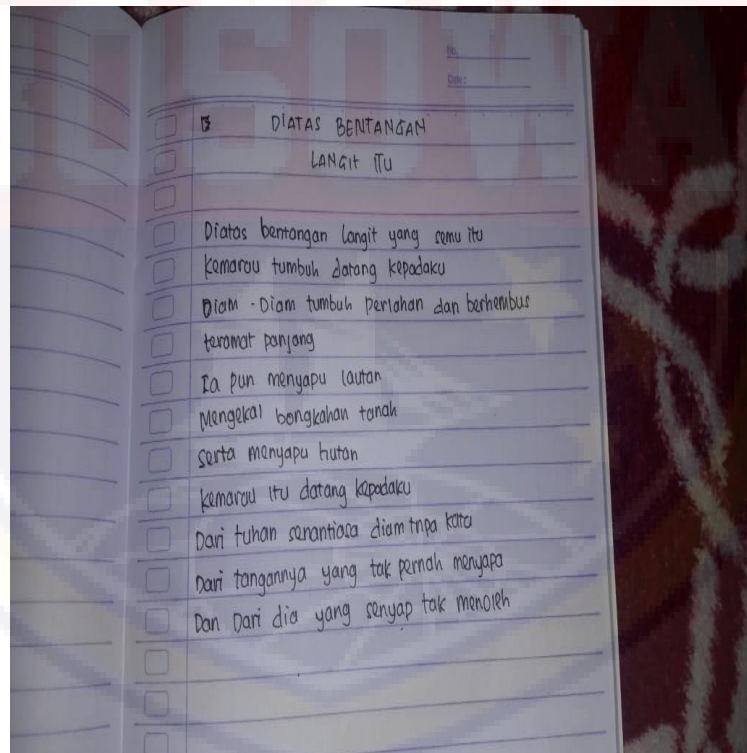 No.
Date:
DIATAS BENTANGAN
LANGIT ITU
Diatas bentangan langit yang semu itu
Kemarau tumbuh datang kepadaku
Diam - Diam tumbuh perlahan dan berhembus
teramat panjang
Ia pun menyapu lautan
Mengekal bongkahan tanah
serta menyapu hutan
kemarau itu datang kepadaku
Dari tuhan senantiasa diam tnpa kata
Dari tangannya yang tak pernah menyapa
Dan Dari dia yang senyap tak menoleh